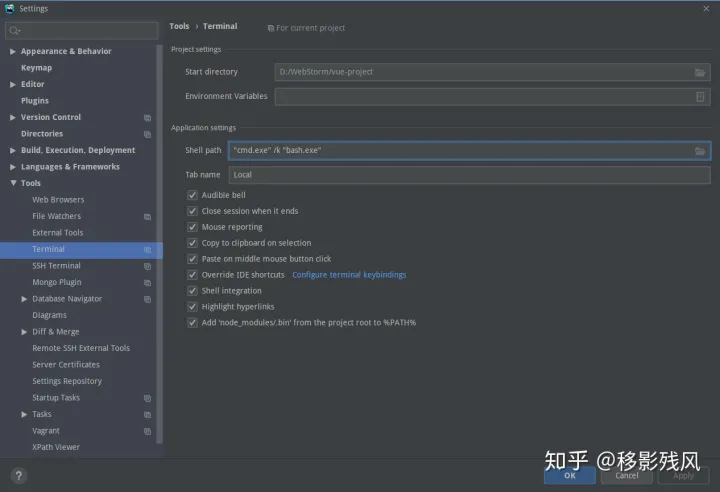 Settings
Appearance & Behavior
Keymap
Editor
Plugins
Version Control
Directories
Build, Execution, Deployment
Languages & Frameworks
Tools
Web Browsers
File Watchers
External Tools
Terminal
SSH Terminal
Mongo Plugin
Database Navigator
Diagrams
Diff & Merge
Remote SSH External Tools
Server Certificates
Settings Repository
Startup Tasks
Tasks
Vagrant
XPath Viewer
Tools › Terminal For current project
Project settings
Start directory D:/WebStorm/vue-project
Environment Variables
Application settings
Shell path "cmd.exe" /k "bash.exe"
Tab name Local
Audible bell
Close session when it ends
Mouse reporting
Copy to clipboard on selection
Paste on middle mouse button click
Override IDE shortcuts Configure terminal keybindings
Shell integration
Highlight hyperlinks
Add 'node_modules/.bin' from the project root to %PATH%
知乎 @移影残风
? OK Cancel Apply